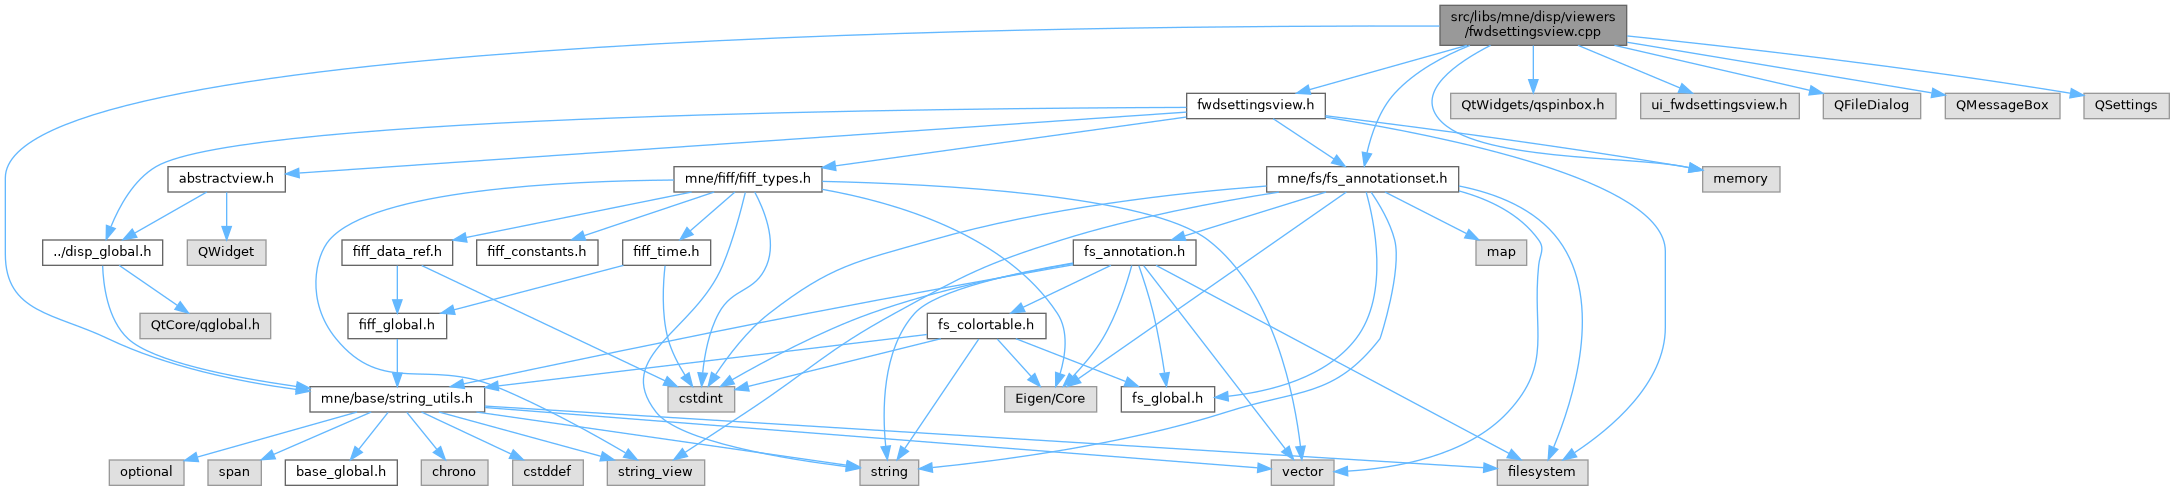 src/libs/mne/disp/viewers
/fwdsettingsview.cpp
fwdsettingsview.h
QtWidgets/qspinbox.h
ui_fwdsettingsview.h
QFileDialog
QMessageBox
QSettings
abstractview.h
mne/fiff/fiff_types.h
mne/fs/fs_annotationset.h
memory
../disp_global.h
QWidget
fiff_data_ref.h
fiff_constants.h
fiff_time.h
fs_annotation.h
map
QtCore/qglobal.h
fiff_global.h
fs_colortable.h
mne/base/string_utils.h
cstdint
Eigen/Core
fs_global.h
optional
span
base_global.h
chrono
cstddef
string_view
string
vector
filesystem